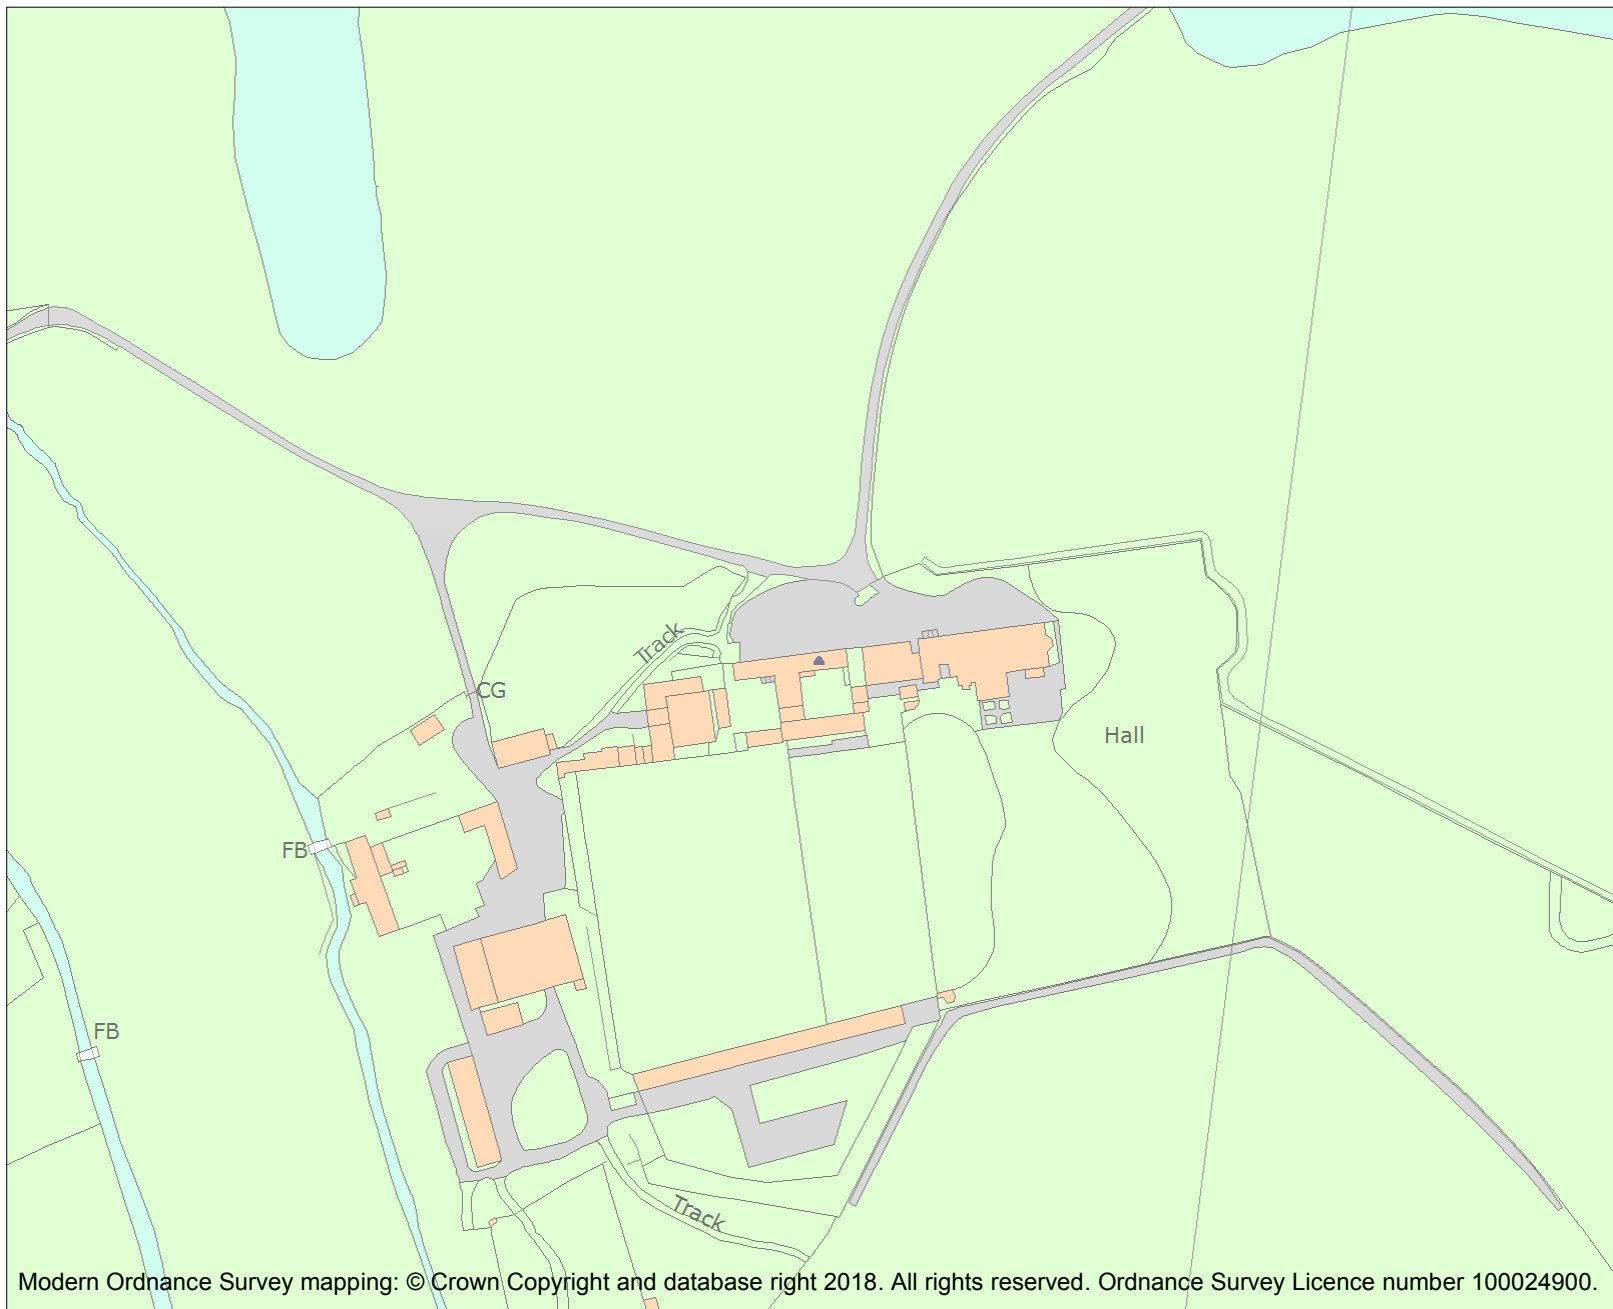 Track
CG
Hall
FB
FB
Track
Modern Ordnance Survey mapping: © Crown Copyright and database right 2018. All rights reserved. Ordnance Survey Licence number 100024900.